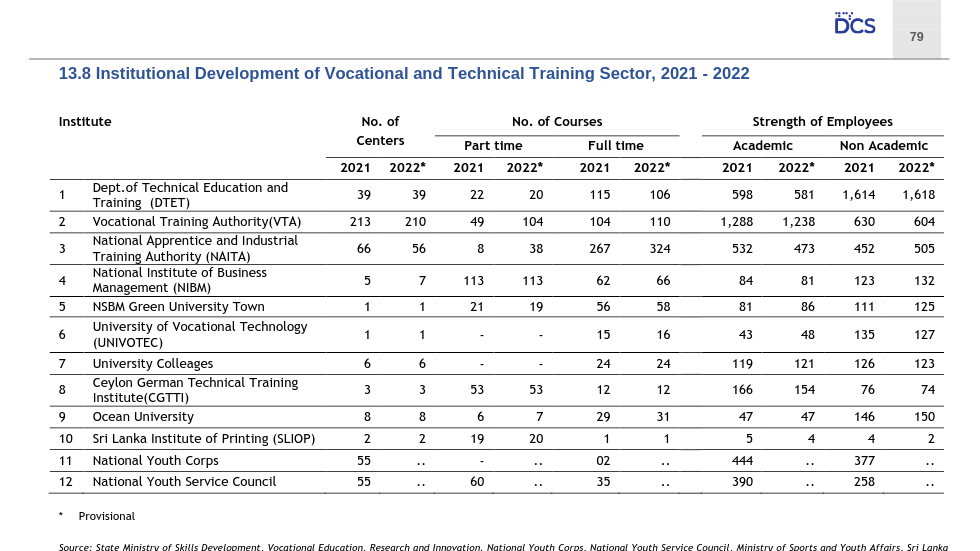 DCS
79
13.8 Institutional Development of Vocational and Technical Training Sector, 2021 - 2022
Institute No. of Centers No. of Courses Strength of Employees
Part time Full time Academic Non Academic
2021 2022* 2021 2022* 2021 2022* 2021 2022* 2021 2022*
1 Dept.of Technical Education and Training (DTET) 39 39 22 20 115 106 598 581 1,614 1,618
2 Vocational Training Authority(VTA) 213 210 49 104 104 110 1,288 1,238 630 604
3 National Apprentice and Industrial Training Authority (NAITA) 66 56 8 38 267 324 532 473 452 505
4 National Institute of Business Management (NIBM) 5 7 113 113 62 66 84 81 123 132
5 NSBM Green University Town 1 1 21 19 56 58 81 86 111 125
6 University of Vocational Technology (UNIVOTEC) 1 1 - - 15 16 43 48 135 127
7 University Colleages 6 6 - - 24 24 119 121 126 123
8 Ceylon German Technical Training Institute(CGTTI) 3 3 53 53 12 12 166 154 76 74
9 Ocean University 8 8 6 7 29 31 47 47 146 150
10 Sri Lanka Institute of Printing (SLIOP) 2 2 19 20 1 1 5 4 4 2
11 National Youth Corps 55 .. - .. 02 .. 444 .. 377 ..
12 National Youth Service Council 55 .. 60 .. 35 .. 390 .. 258 ..
* Provisional
Source: State Ministry of Skills Development, Vocational Education, Research and Innovation, National Youth Corps, National Youth Service Council, Ministry of Sports and Youth Affairs, Sri Lanka